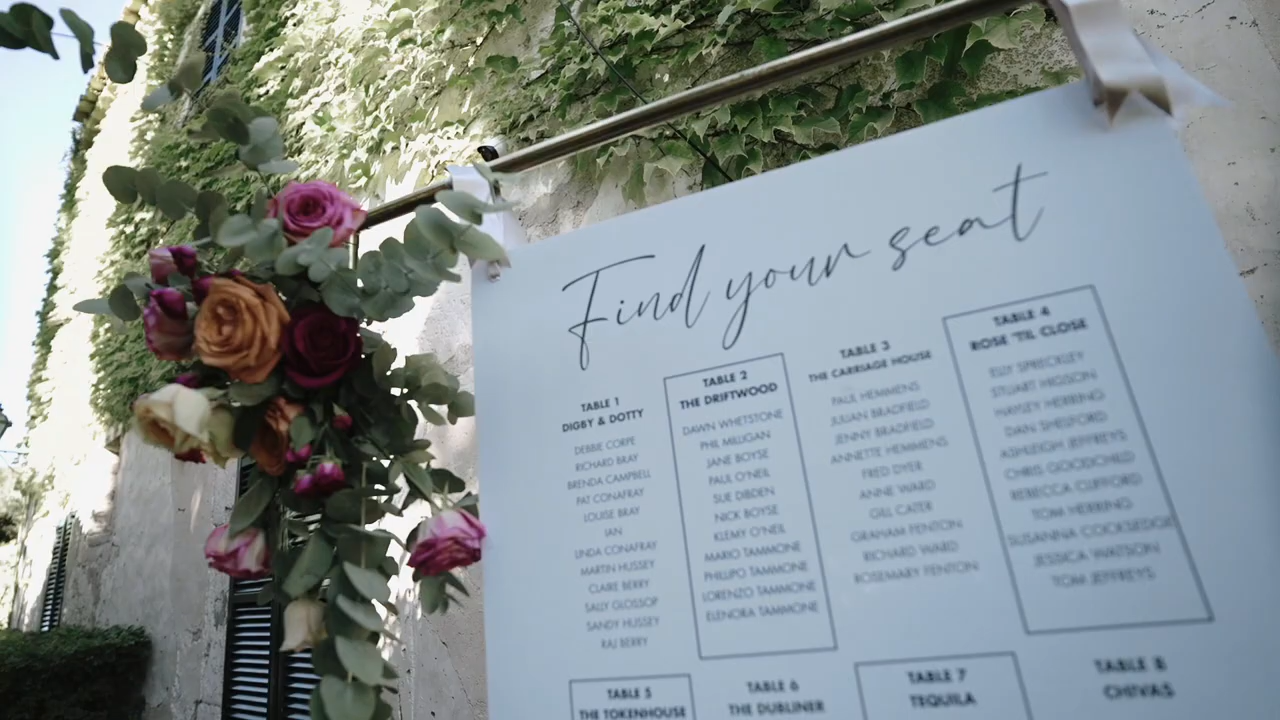 Find your seat
TABLE 1
DIGBY & DOTTY
DEBBIE CORPE
RICHARD BRAY
BRENDA CAMPBELL
PAT CONAFRAY
LOUISE BRAY
IAN
LINDA CONAFRAY
MARTIN HUSSEY
CLAIRE BERRY
SALLY GLOSSOP
SANDY HUSSEY
RAJ BERRY
TABLE 2
THE DRIFTWOOD
DAWN WHETSTONE
PHIL MILLIGAN
JANE BOYSE
PAUL O'NEIL
SUE DIBDEN
NICK BOYSE
KLEMY O'NEIL
MARIO TAMMONE
PHILLIPO TAMMONE
LORENZO TAMMONE
ELENORA TAMMONE
TABLE 3
THE CARRIAGE HOUSE
PAUL HEMMENS
JULIAN BRADFIELD
JENNY BRADFIELD
ANNETTE HEMMENS
FRED DYER
ANNE WARD
GILL CATER
GRAHAM FENTON
RICHARD WARD
ROSEMARY FENTON
TABLE 4
ROSE 'TIL CLOSE
ELLY SPRECKLEY
STUART HIGSON
HAYLEY HERRING
DAN SHELFORD
ASHLEIGH JEFFREYS
CHRIS GOODCHILD
REBECCA CLIFFORD
TOM HERRING
SUSANNA COOKSEDGE
JESSICA WATSON
TOM JEFFREYS
TABLE 5
THE TOKENHOUSE
TABLE 6
THE DUBLINER
TABLE 7
TEQUILA
TABLE 8
CHIVAS